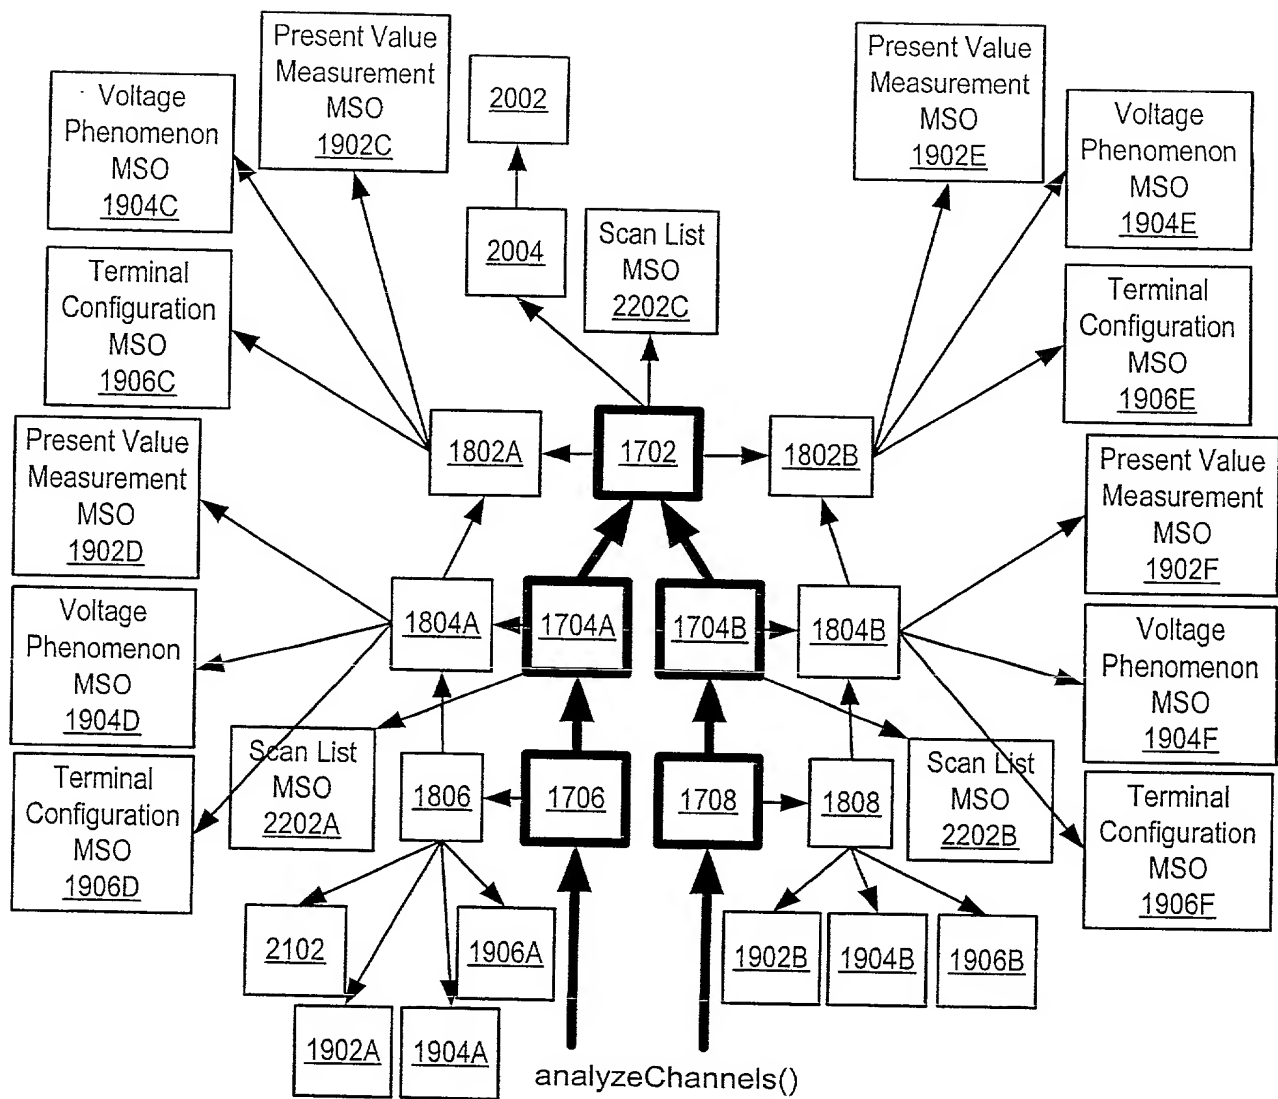 Present Value
Measurement
MSO
1902C
Voltage
Phenomenon
MSO
1904C
2002
Present Value
Measurement
MSO
1902E
Voltage
Phenomenon
MSO
1904E
Terminal
Configuration
MSO
1906C
2004
Scan List
MSO
2202C
Terminal
Configuration
MSO
1906E
Present Value
Measurement
MSO
1902D
1802A
1702
1802B
Present Value
Measurement
MSO
1902F
Voltage
Phenomenon
MSO
1904D
1804A
1704A
1704B
1804B
Voltage
Phenomenon
MSO
1904F
Terminal
Configuration
MSO
1906D
Scan List
MSO
2202A
1806
1706
1708
1808
Scan List
MSO
2202B
Terminal
Configuration
MSO
1906F
2102
1906A
1902B
1904B
1906B
1902A
1904A
analyzeChannels()